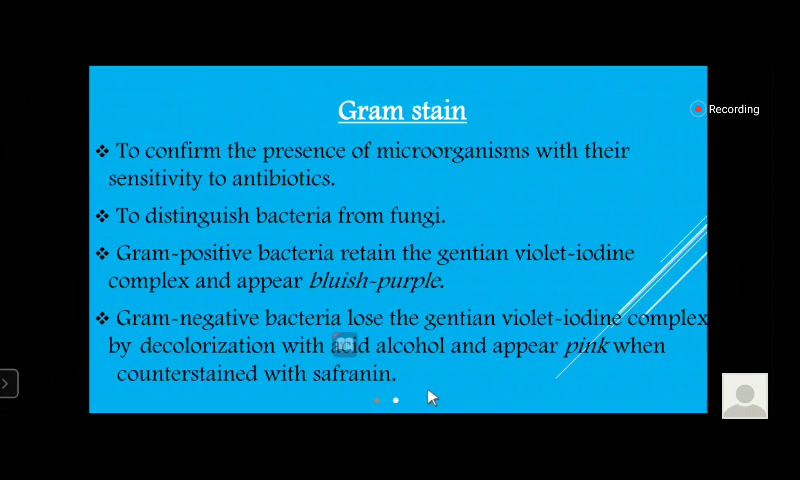 Gram stain
Recording
❖ To confirm the presence of microorganisms with their
sensitivity to antibiotics.
❖ To distinguish bacteria from fungi.
❖ Gram-positive bacteria retain the gentian violet-iodine
complex and appear bluish-purple.
❖ Gram-negative bacteria lose the gentian violet-iodine complex
by decolorization with acid alcohol and appear pink when
counterstained with safranin.